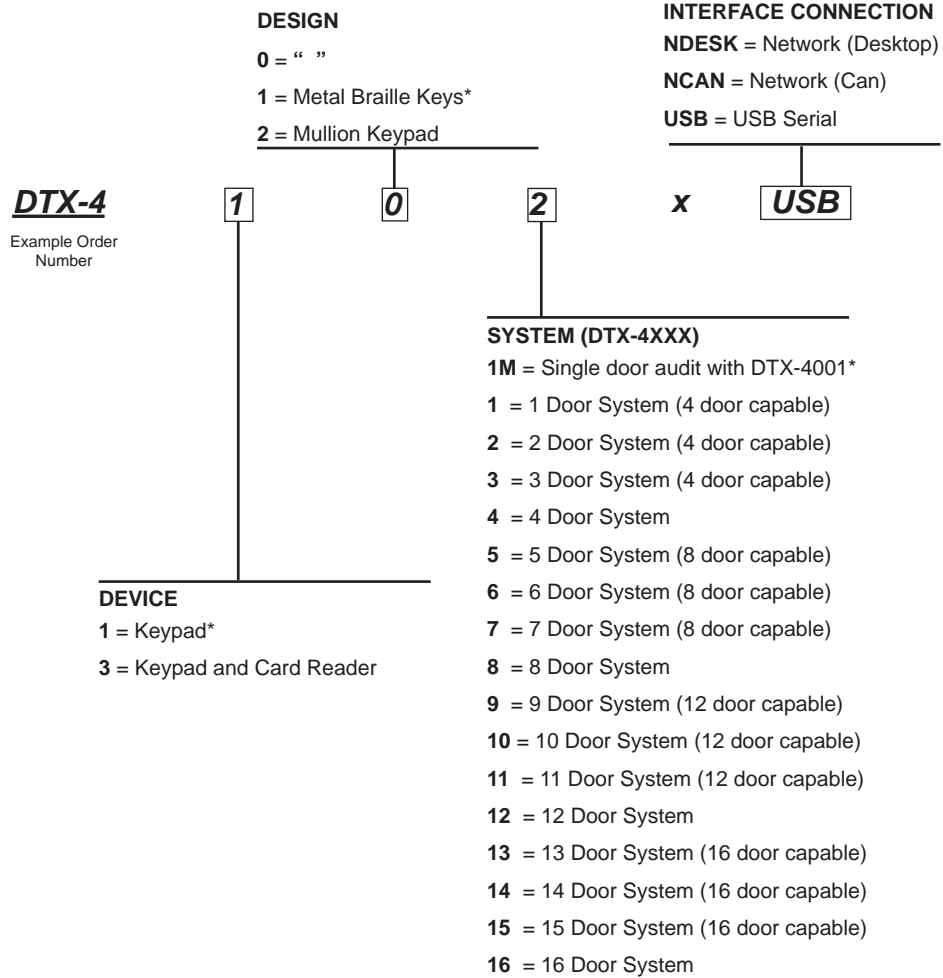 DESIGN
0 = “ ”
1 = Metal Braille Keys*
2 = Mullion Keypad
INTERFACE CONNECTION
NDESK = Network (Desktop)
NCAN = Network (Can)
USB = USB Serial
DTX-4 1 0 2 x USB
Example Order
Number
SYSTEM (DTX-4XXX)
1M = Single door audit with DTX-4001*
1 = 1 Door System (4 door capable)
2 = 2 Door System (4 door capable)
3 = 3 Door System (4 door capable)
4 = 4 Door System
5 = 5 Door System (8 door capable)
6 = 6 Door System (8 door capable)
7 = 7 Door System (8 door capable)
8 = 8 Door System
9 = 9 Door System (12 door capable)
10 = 10 Door System (12 door capable)
11 = 11 Door System (12 door capable)
12 = 12 Door System
13 = 13 Door System (16 door capable)
14 = 14 Door System (16 door capable)
15 = 15 Door System (16 door capable)
16 = 16 Door System
DEVICE
1 = Keypad*
3 = Keypad and Card Reader